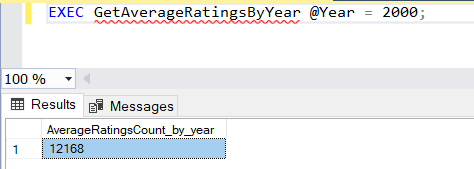 EXEC GetAverageRatingsByYear @Year = 2000;
100 %
Results Messages
AverageRatingsCount_by_year
1 12168